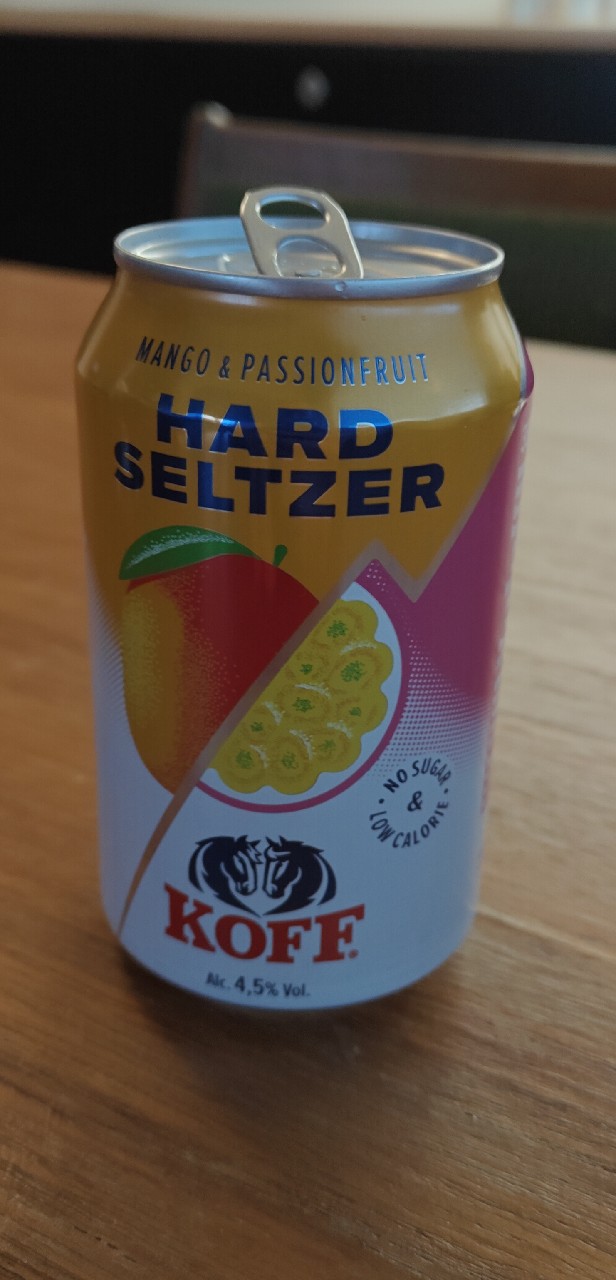 MANGO & PASSIONFRUIT
HARD
SELTZER
• NO SUGAR •
&
LOW CALORIE
KOFF®
Alc. 4,5% Vol.